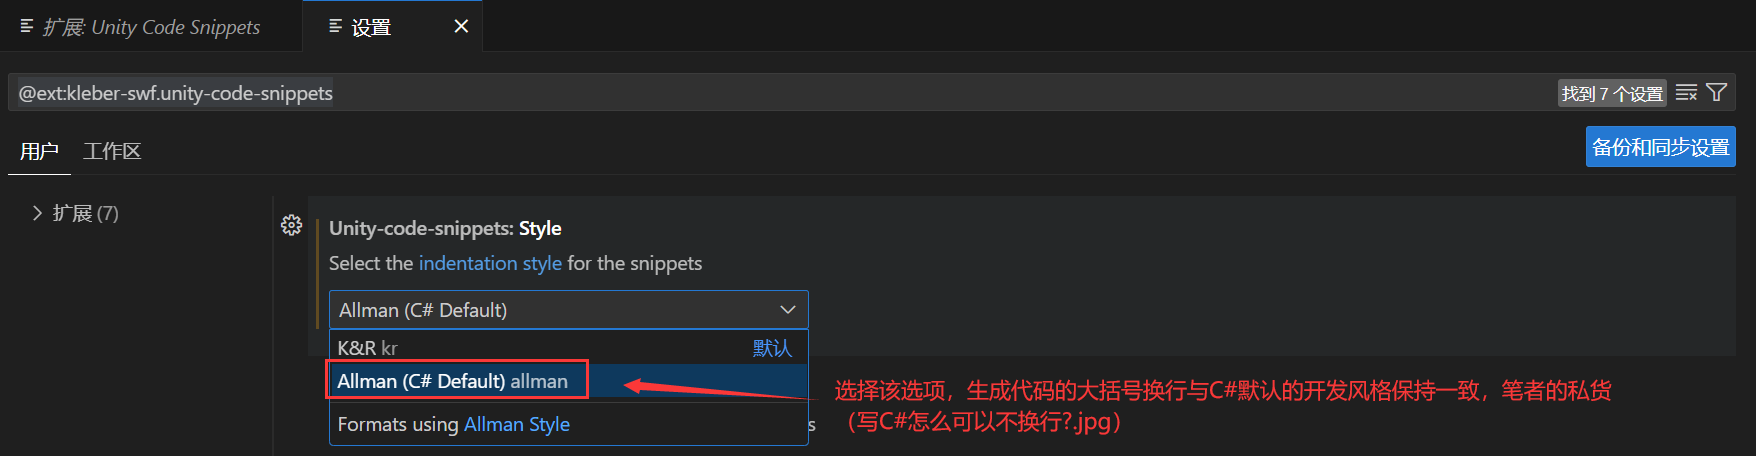 扩展: Unity Code Snippets
设置
@ext:kleber-swf.unity-code-snippets
找到 7 个设置
用户
工作区
备份和同步设置
扩展 (7)
Unity-code-snippets: Style
Select the indentation style for the snippets
Allman (C# Default)
K&R kr 默认
Allman (C# Default) allman
选择该选项，生成代码的大括号换行与C#默认的开发风格保持一致，笔者的私货
（写C#怎么可以不换行?.jpg）
Formats using Allman Style
s